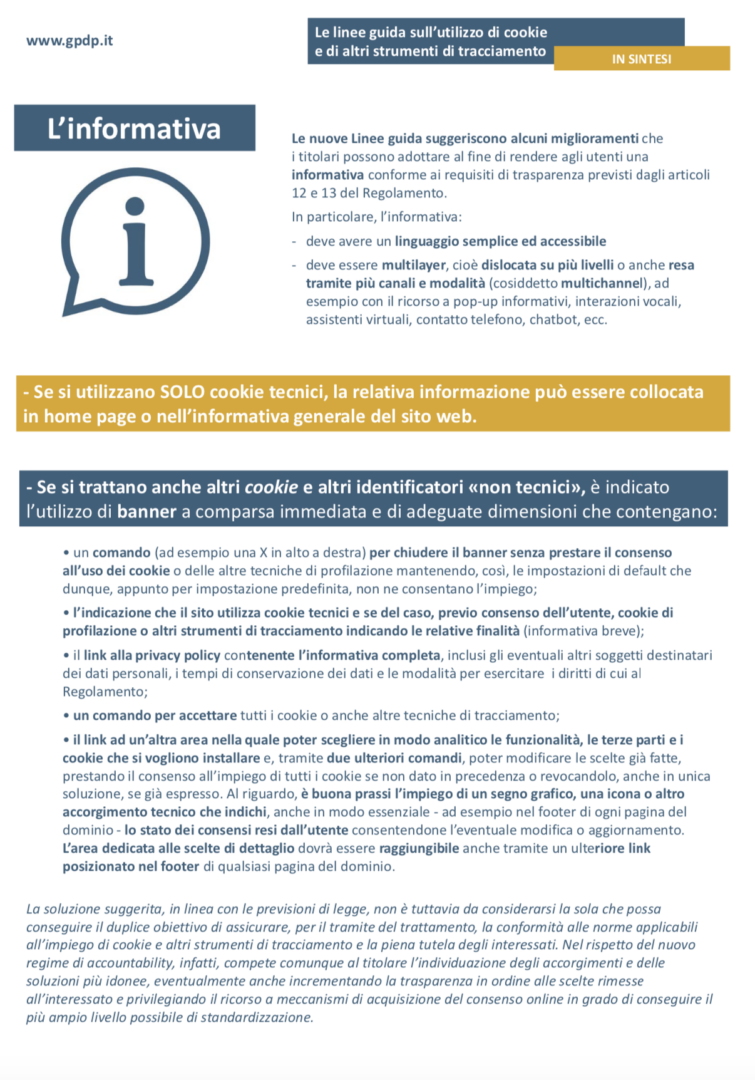 www.gpdp.it
Le linee guida sull'utilizzo di cookie
e di altri strumenti di tracciamento
IN SINTESI
L'informativa
i
Le nuove Linee guida suggeriscono alcuni miglioramenti che
i titolari possono adottare al fine di rendere agli utenti una
informativa conforme ai requisiti di trasparenza previsti dagli articoli
12 e 13 del Regolamento.
In particolare, l'informativa:
- deve avere un linguaggio semplice ed accessibile
- deve essere multilayer, cioè dislocata su più livelli o anche resa
tramite più canali e modalità (cosiddetto multichannel), ad
esempio con il ricorso a pop-up informativi, interazioni vocali,
assistenti virtuali, contatto telefono, chatbot, ecc.
- Se si utilizzano SOLO cookie tecnici, la relativa informazione può essere collocata
in home page o nell'informativa generale del sito web.
- Se si trattano anche altri cookie e altri identificatori «non tecnici», è indicato
l'utilizzo di banner a comparsa immediata e di adeguate dimensioni che contengano:
• un comando (ad esempio una X in alto a destra) per chiudere il banner senza prestare il consenso
all'uso dei cookie o delle altre tecniche di profilazione mantenendo, così, le impostazioni di default che
dunque, appunto per impostazione predefinita, non ne consentano l'impiego;
• l'indicazione che il sito utilizza cookie tecnici e se del caso, previo consenso dell'utente, cookie di
profilazione o altri strumenti di tracciamento indicando le relative finalità (informativa breve);
• il link alla privacy policy contenente l'informativa completa, inclusi gli eventuali altri soggetti destinatari
dei dati personali, i tempi di conservazione dei dati e le modalità per esercitare i diritti di cui al
Regolamento;
• un comando per accettare tutti i cookie o anche altre tecniche di tracciamento;
• il link ad un'altra area nella quale poter scegliere in modo analitico le funzionalità, le terze parti e i
cookie che si vogliono installare e, tramite due ulteriori comandi, poter modificare le scelte già fatte,
prestando il consenso all'impiego di tutti i cookie se non dato in precedenza o revocandolo, anche in unica
soluzione, se già espresso. Al riguardo, è buona prassi l'impiego di un segno grafico, una icona o altro
accorgimento tecnico che indichi, anche in modo essenziale - ad esempio nel footer di ogni pagina del
dominio - lo stato dei consensi resi dall'utente consentendone l'eventuale modifica o aggiornamento.
L'area dedicata alle scelte di dettaglio dovrà essere raggiungibile anche tramite un ulteriore link
posizionato nel footer di qualsiasi pagina del dominio.
La soluzione suggerita, in linea con le previsioni di legge, non è tuttavia da considerarsi la sola che possa
conseguire il duplice obiettivo di assicurare, per il tramite del trattamento, la conformità alle norme applicabili
all'impiego di cookie e altri strumenti di tracciamento e la piena tutela degli interessati. Nel rispetto del nuovo
regime di accountability, infatti, compete comunque al titolare l'individuazione degli accorgimenti e delle
soluzioni più idonee, eventualmente anche incrementando la trasparenza in ordine alle scelte rimesse
all'interessato e privilegiando il ricorso a meccanismi di acquisizione del consenso online in grado di conseguire il
più ampio livello possibile di standardizzazione.